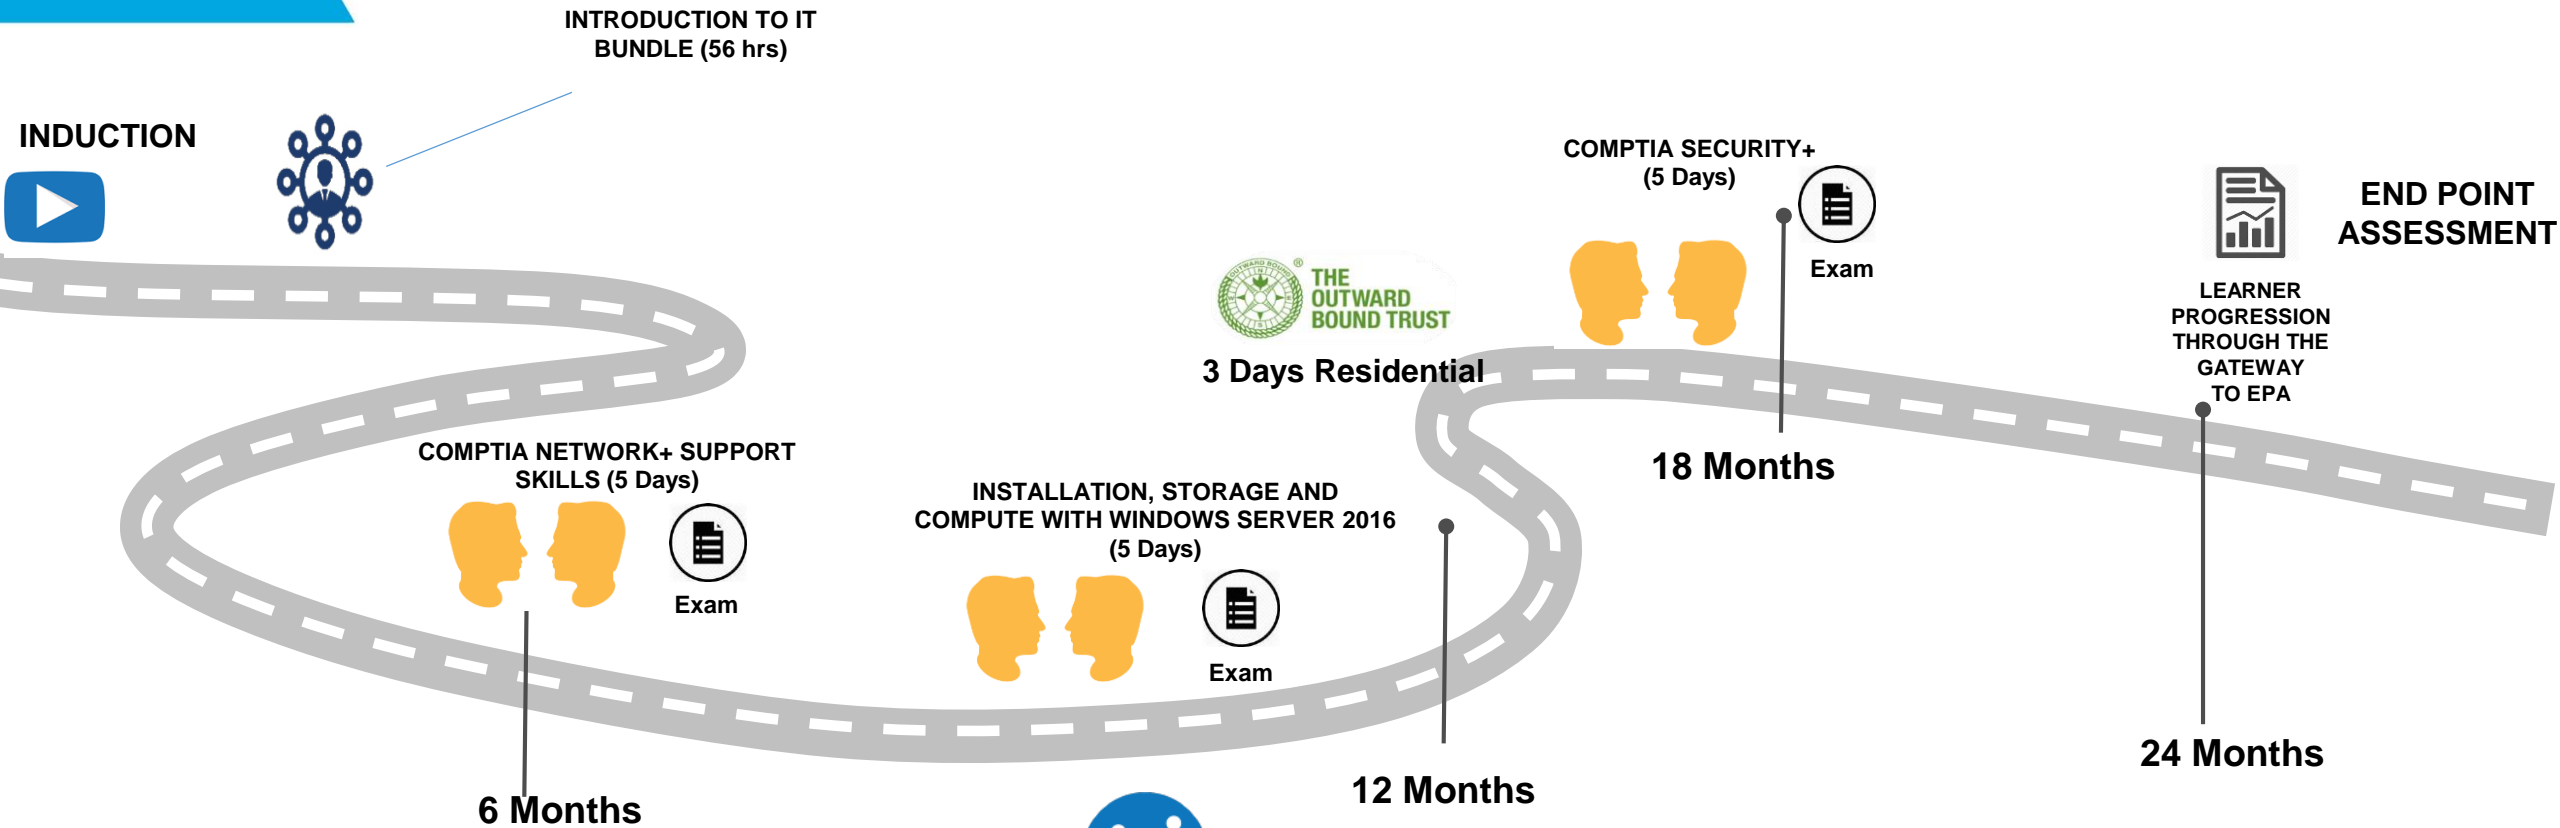 INTRODUCTION TO IT
BUNDLE (56 hrs)
INDUCTION
COMPTIA NETWORK+ SUPPORT
SKILLS (5 Days)
Exam
6 Months
INSTALLATION, STORAGE AND
COMPUTE WITH WINDOWS SERVER 2016
(5 Days)
Exam
12 Months
OUTWARD BOUND
®
THE
OUTWARD
BOUND TRUST
3 Days Residential
COMPTIA SECURITY+
(5 Days)
Exam
18 Months
END POINT
ASSESSMENT
LEARNER
PROGRESSION
THROUGH THE
GATEWAY
TO EPA
24 Months